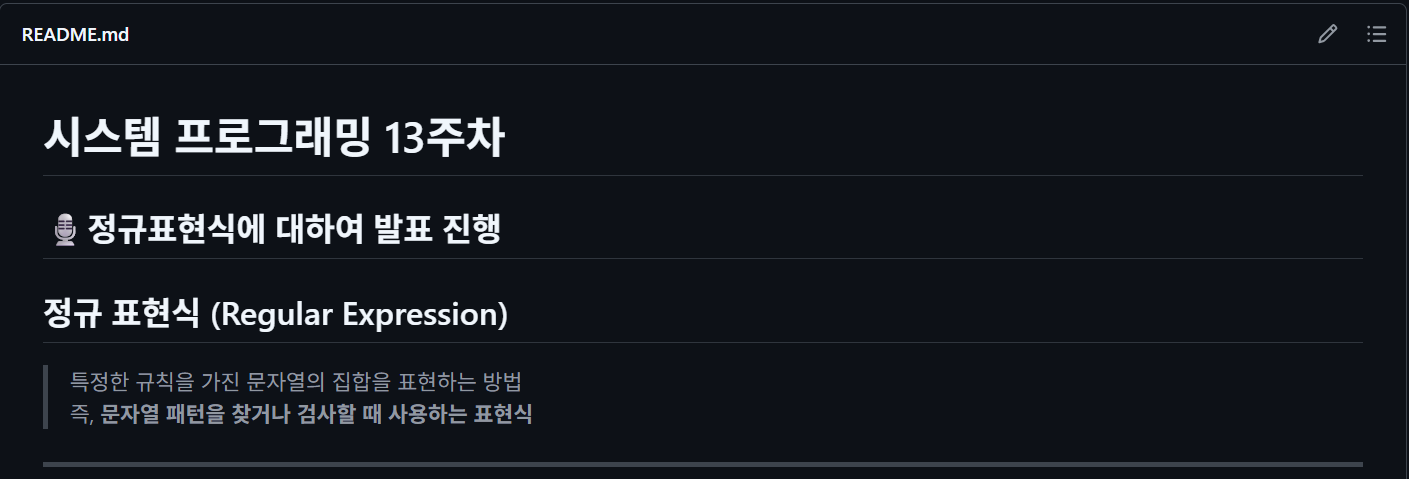 README.md
시스템 프로그래밍 13주차
🎙️ 정규표현식에 대하여 발표 진행
정규 표현식 (Regular Expression)
특정한 규칙을 가진 문자열의 집합을 표현하는 방법
즉, 문자열 패턴을 찾거나 검사할 때 사용하는 표현식